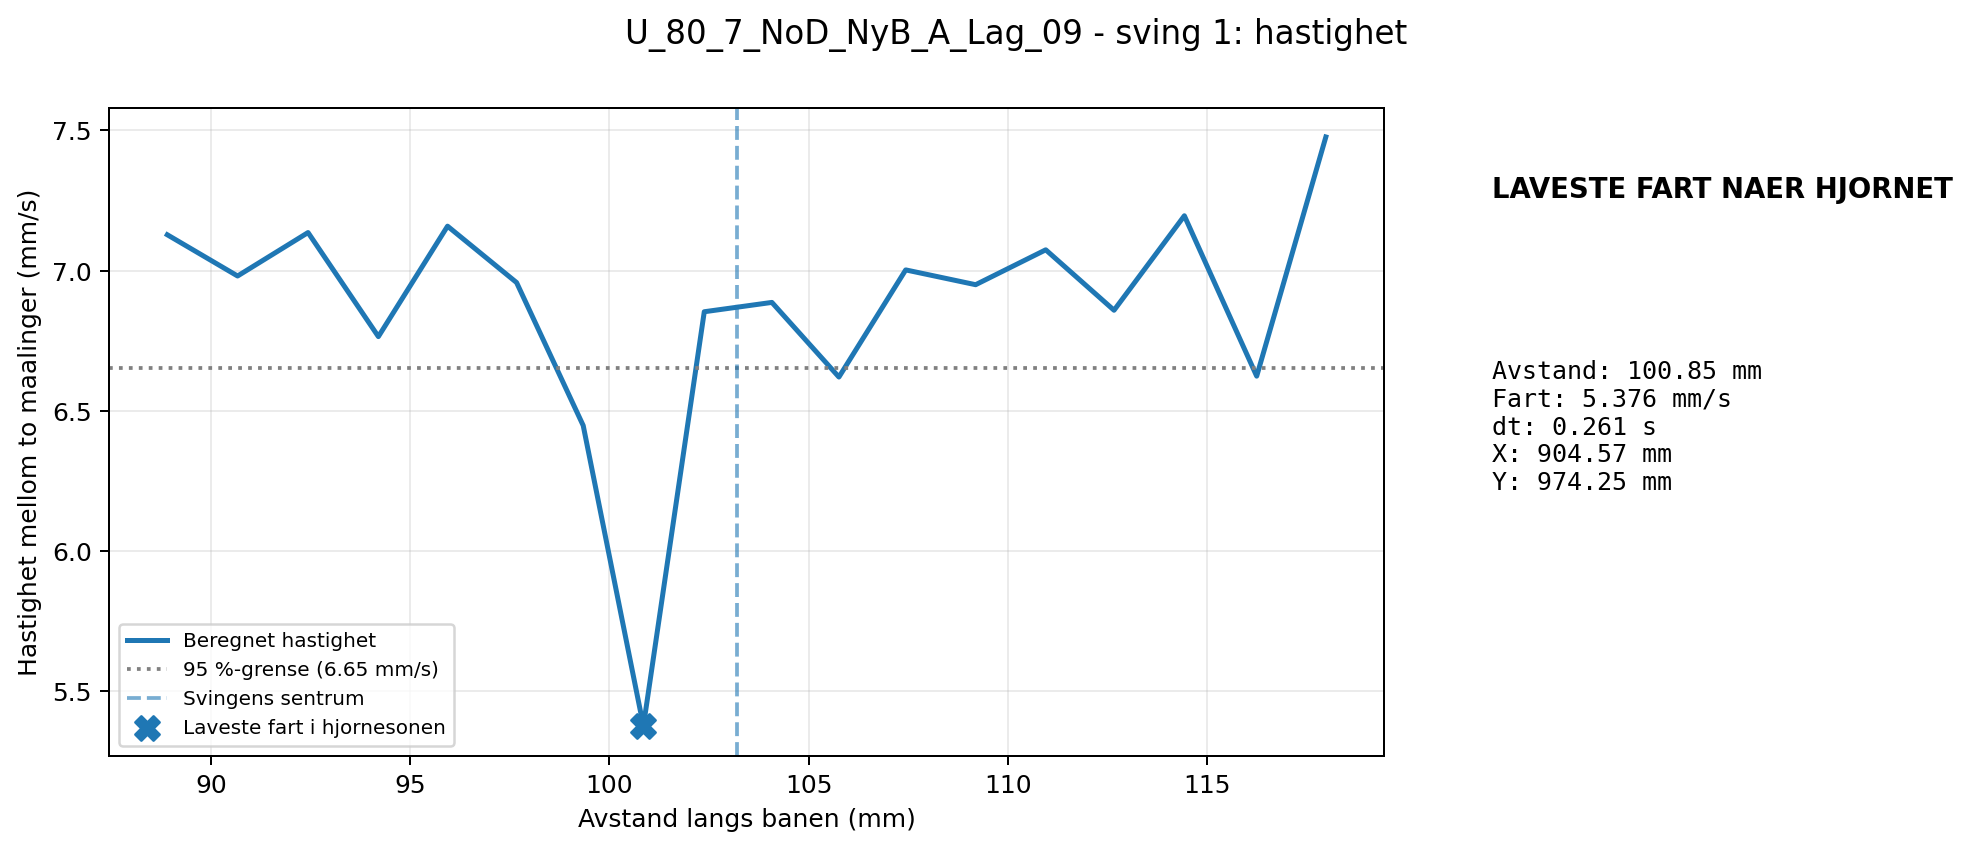 U_80_7_NoD_NyB_A_Lag_09 - sving 1: hastighet
Hastighet mellom to maalinger (mm/s)
7.5
7.0
6.5
6.0
5.5
Beregnet hastighet
95 %-grense (6.65 mm/s)
Svingens sentrum
Laveste fart i hjornesonen
90 95 100 105 110 115
Avstand langs banen (mm)
LAVESTE FART NAER HJORNET
Avstand: 100.85 mm
Fart: 5.376 mm/s
dt: 0.261 s
X: 904.57 mm
Y: 974.25 mm